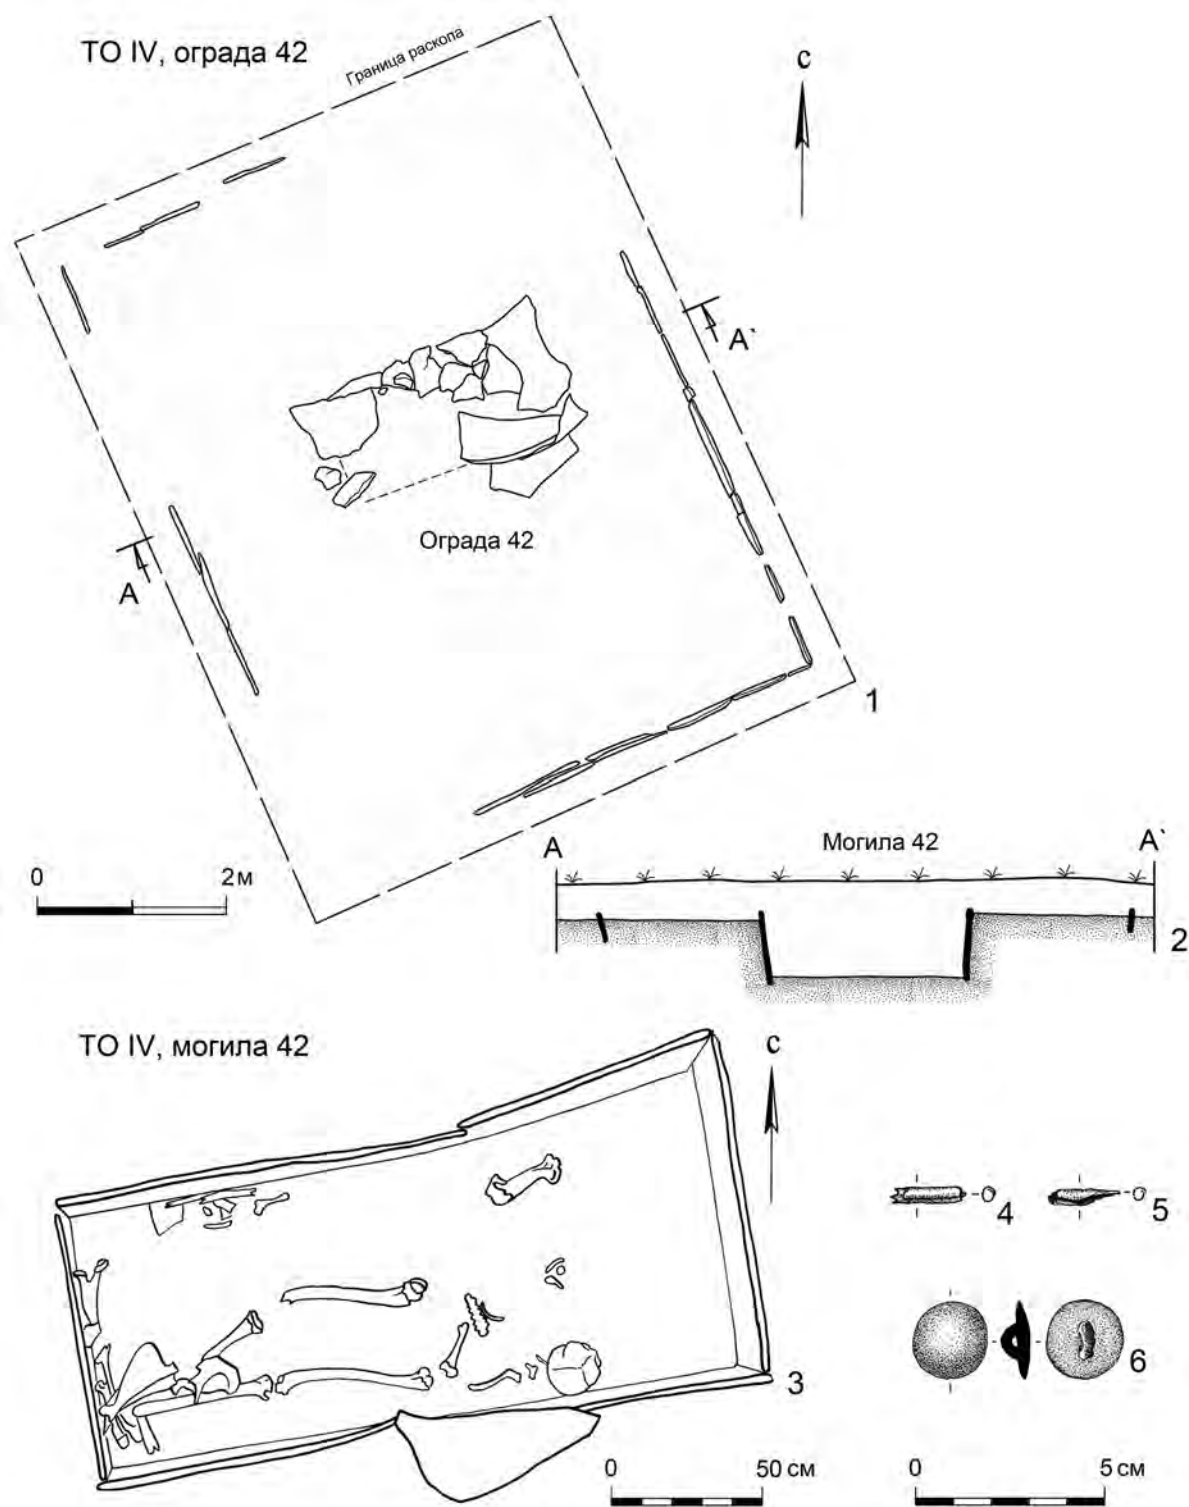 ТО IV, ограда 42
Граница раскопа
с
А`
Ограда 42
А
1
0 2 м
Могила 42
А А`
2
ТО IV, могила 42
с
4 5
6
3
0 50 см
0 5 см